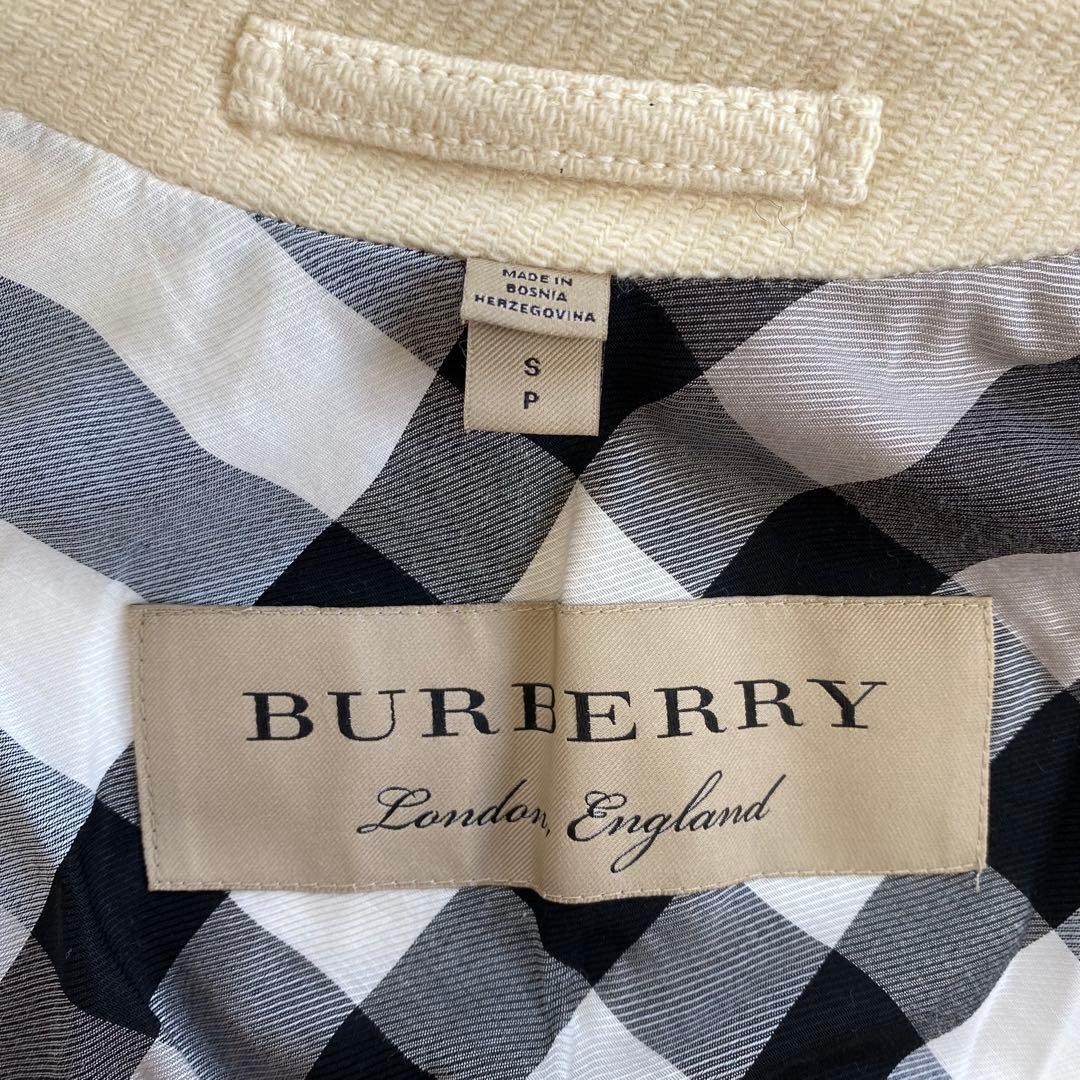 MADE IN
BOSNIA
HERZEGOVINA
S
P
BURBERRY
London, England